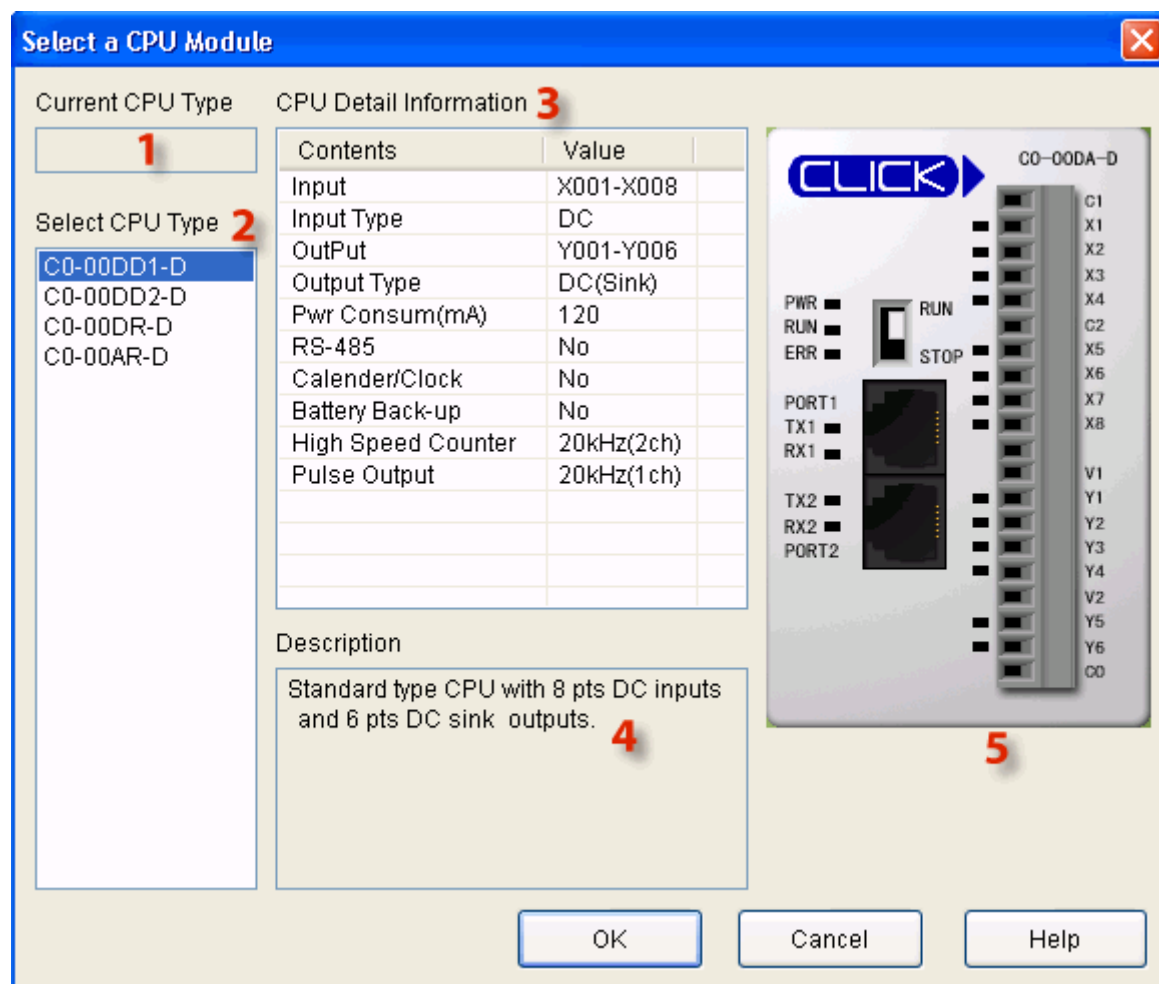 Select a CPU Module
Current CPU Type
1
Select CPU Type 2
C0-00DD1-D
C0-00DD2-D
C0-00DR-D
C0-00AR-D
CPU Detail Information 3
Contents Value
Input X001-X008
Input Type DC
OutPut Y001-Y006
Output Type DC(Sink)
Pwr Consum(mA) 120
RS-485 No
Calender/Clock No
Battery Back-up No
High Speed Counter 20kHz(2ch)
Pulse Output 20kHz(1ch)
Description
Standard type CPU with 8 pts DC inputs
and 6 pts DC sink outputs.
4
CLICK
C0-00DA-D
PWR
RUN
ERR
RUN
STOP
PORT1
TX1
RX1
TX2
RX2
PORT2
C1
X1
X2
X3
X4
C2
X5
X6
X7
X8
V1
Y1
Y2
Y3
Y4
V2
Y5
Y6
C0
5
OK
Cancel
Help